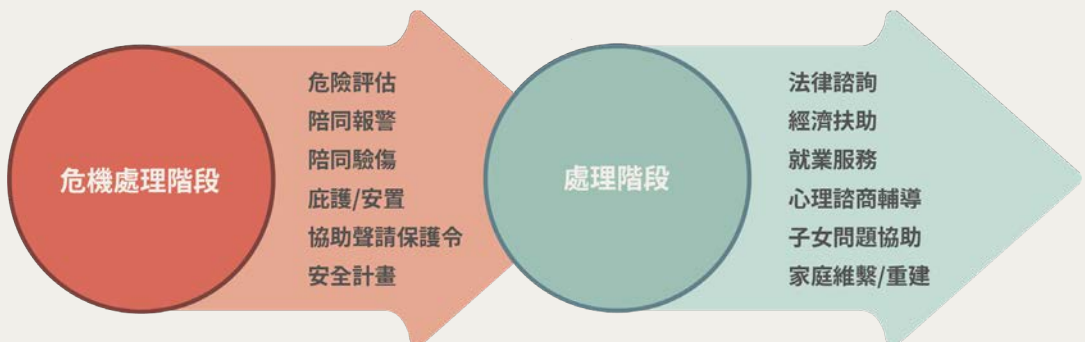 危機處理階段
危險評估
陪同報警
陪同驗傷
庇護/安置
協助聲請保護令
安全計畫
處理階段
法律諮詢
經濟扶助
就業服務
心理諮商輔導
子女問題協助
家庭維繫/重建